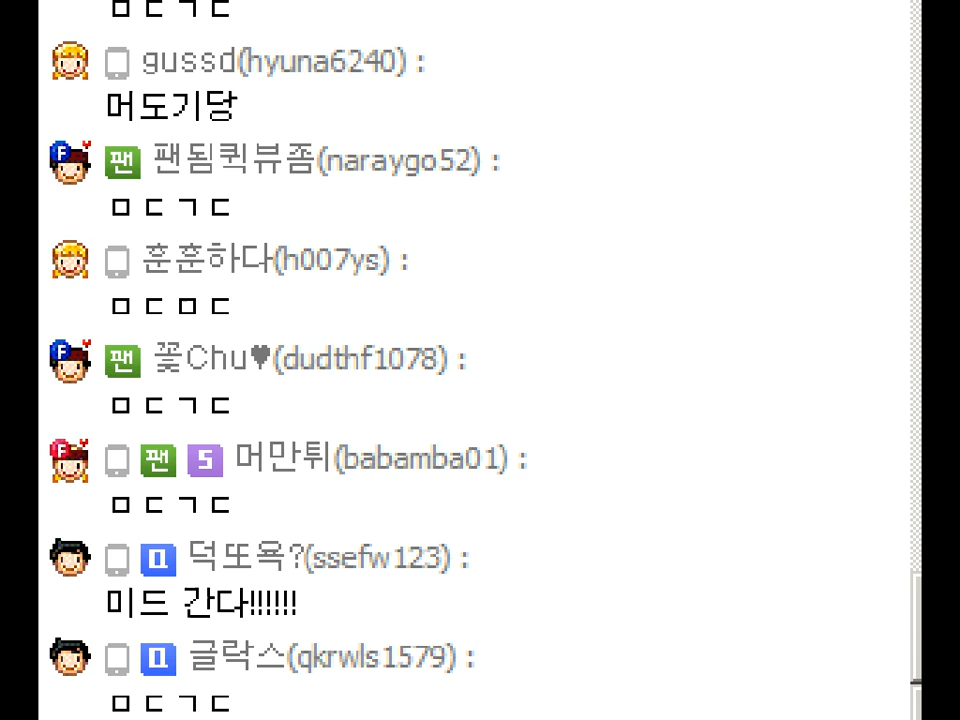 ㅁㄷㄱㄷ
gussd(hyuna6240) :
머도기당
팬 팬됨퀵뷰쫌(naraygo52) :
ㅁㄷㄱㄷ
훈훈하다(h007ys) :
ㅁㄷㅁㄷ
팬 꽃Chu♥(dudthf1078) :
ㅁㄷㄱㄷ
팬 S 머만튀(babamba01) :
ㅁㄷㄱㄷ
Q 덕또욕?(ssefw123) :
미드 간다!!!!!!
Q 글락스(qkrwls1579) :
ㅁㄷㄱㄷ